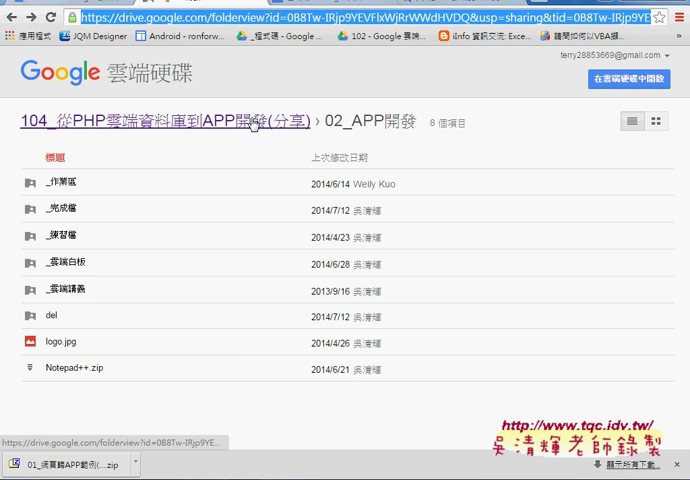 https://drive.google.com/folderview?id=0B8Tw-IRjp9YEVFlxWjRrWWdHVDQ&usp=sharing&tid=0B8Tw-IRjp9YE
應用程式 JQM Designer Android - ronforw... _程式碼 - Google ... 102 - Google 雲端... iInfo 資訊交流: Exce... 請問如何以VBA擷...
terry28853669@gmail.com
Google 雲端硬碟
在雲端硬碟中開啟
104_從PHP雲端資料庫到APP開發(分享) › 02_APP開發 8 個項目
標題 上次修改日期
_作業區 2014/6/14 Weily Kuo
_完成檔 2014/7/12 吳清輝
_練習檔 2014/4/23 吳清輝
_雲端白板 2014/6/28 吳清輝
_雲端講義 2013/9/16 吳清輝
del 2014/7/12 吳清輝
logo.jpg 2014/4/26 吳清輝
Notepad++.zip 2014/6/21 吳清輝
http://www.tqc.idv.tw/
吳清輝老師錄製
https://drive.google.com/folderview?id=0B8Tw-IRjp9YE...
01_網頁轉APP範例(....zip
顯示所有下載...